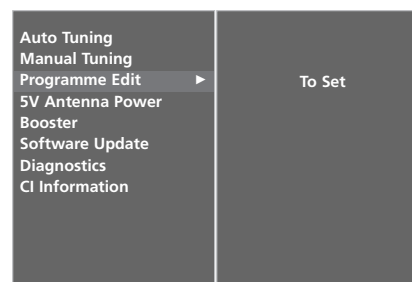 Auto Tuning
Manual Tuning
Programme Edit ►
To Set
5V Antenna Power
Booster
Software Update
Diagnostics
CI Information